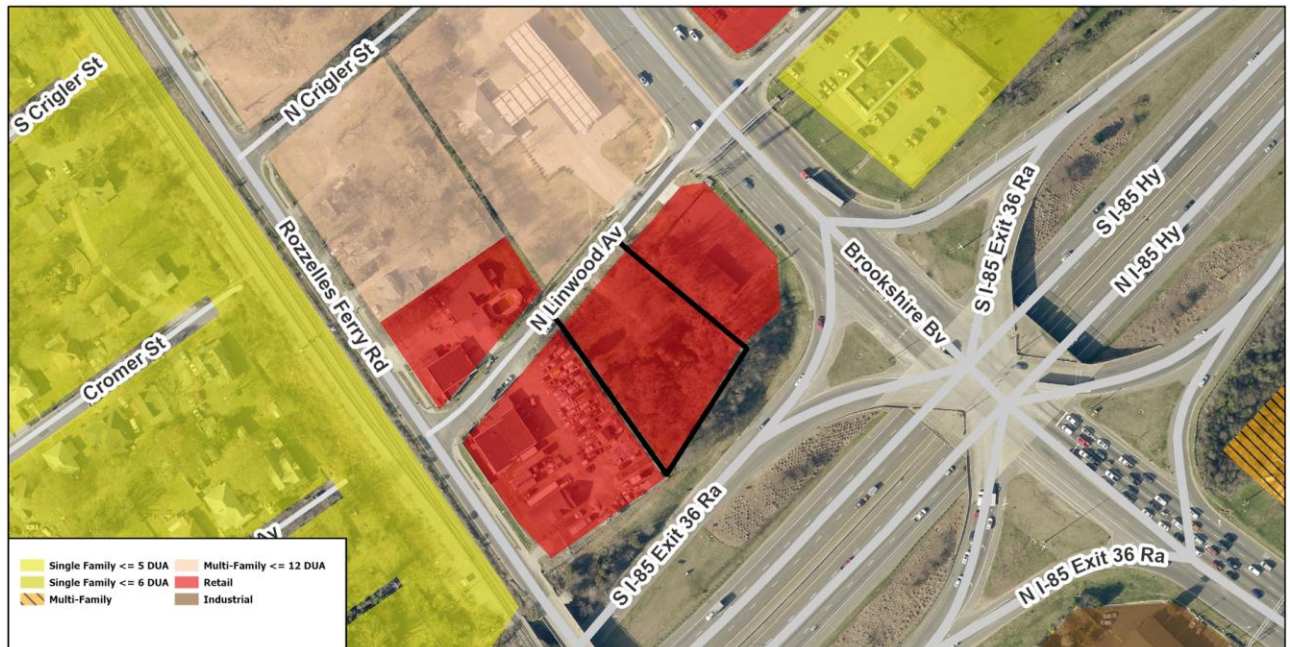 S Crigler St
N Crigler St
S I-85 Exit 36 Ra
S I-85 Hy
N I-85 Hy
N Linwood Av
Brookshire Bv
Rozzelles Ferry Rd
Cromer St
Av
S I-85 Exit 36 Ra
N I-85 Exit 36 Ra
Single Family <= 5 DUA
Single Family <= 6 DUA
Multi-Family
Multi-Family <= 12 DUA
Retail
Industrial